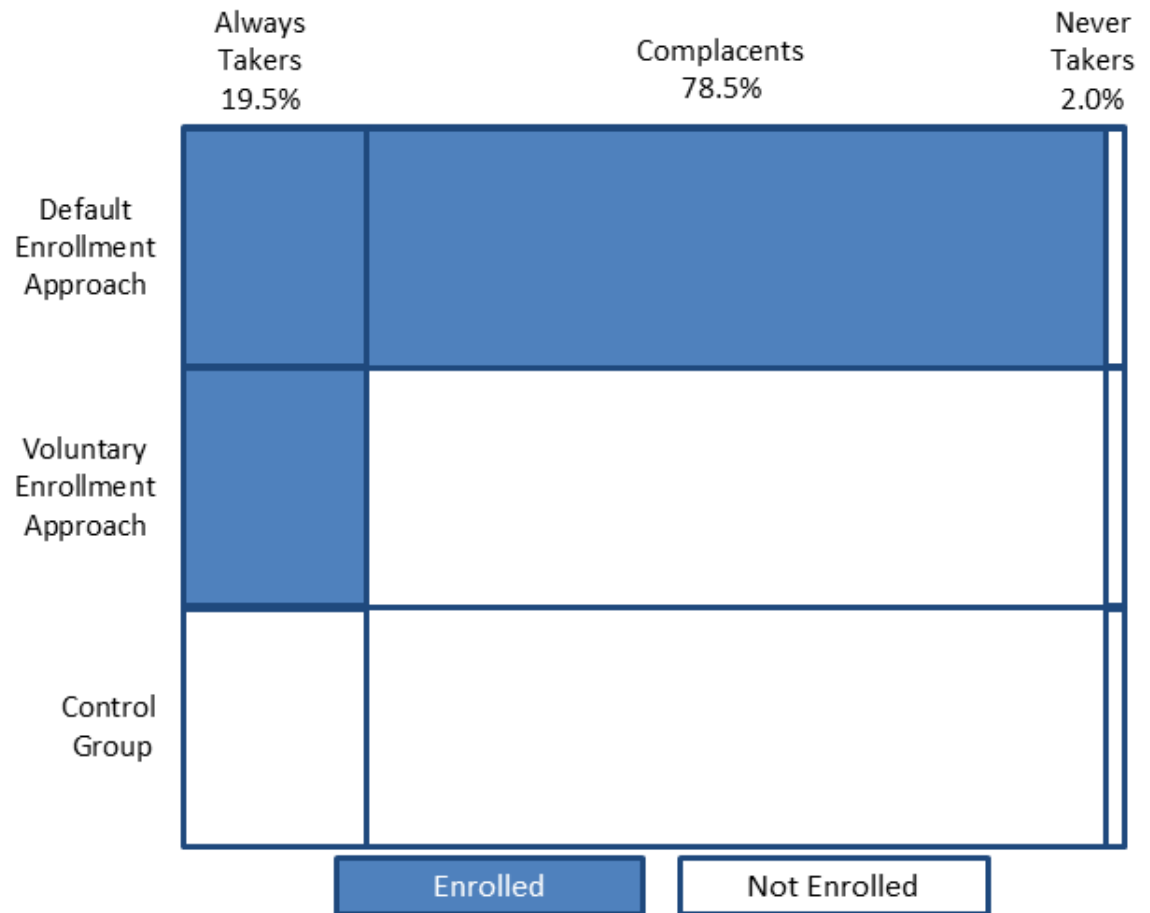 Always
Takers
19.5%
Complacents
78.5%
Never
Takers
2.0%
Default
Enrollment
Approach
Voluntary
Enrollment
Approach
Control
Group
Enrolled
Not Enrolled